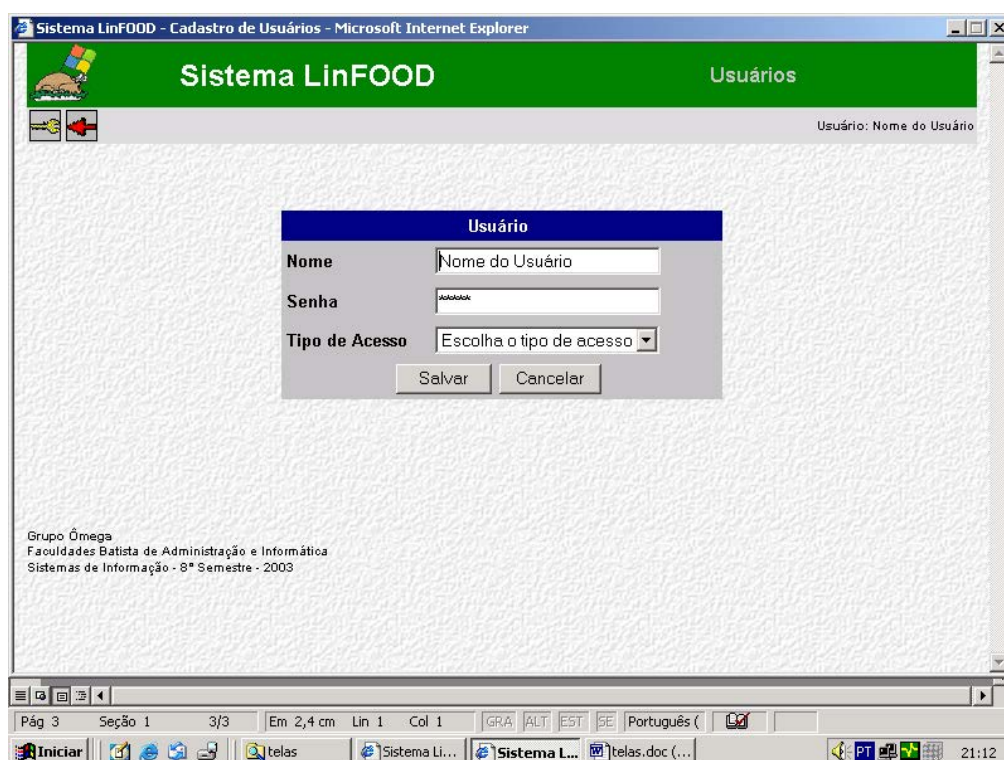 Sistema LinFOOD - Cadastro de Usuários - Microsoft Internet Explorer
Sistema LinFOOD
Usuários
Usuário: Nome do Usuário
Usuário
Nome
Nome do Usuário
Senha
******
Tipo de Acesso
Escolha o tipo de acesso
Salvar Cancelar
Grupo Ômega
Faculdades Batista de Administração e Informática
Sistemas de Informação - 8º Semestre - 2003
Pág 3 Seção 1 3/3 Em 2,4 cm Lin 1 Col 1 GRA ALT EST SE Português (
Iniciar telas Sistema Li... Sistema L... telas.doc (... PT 21:12